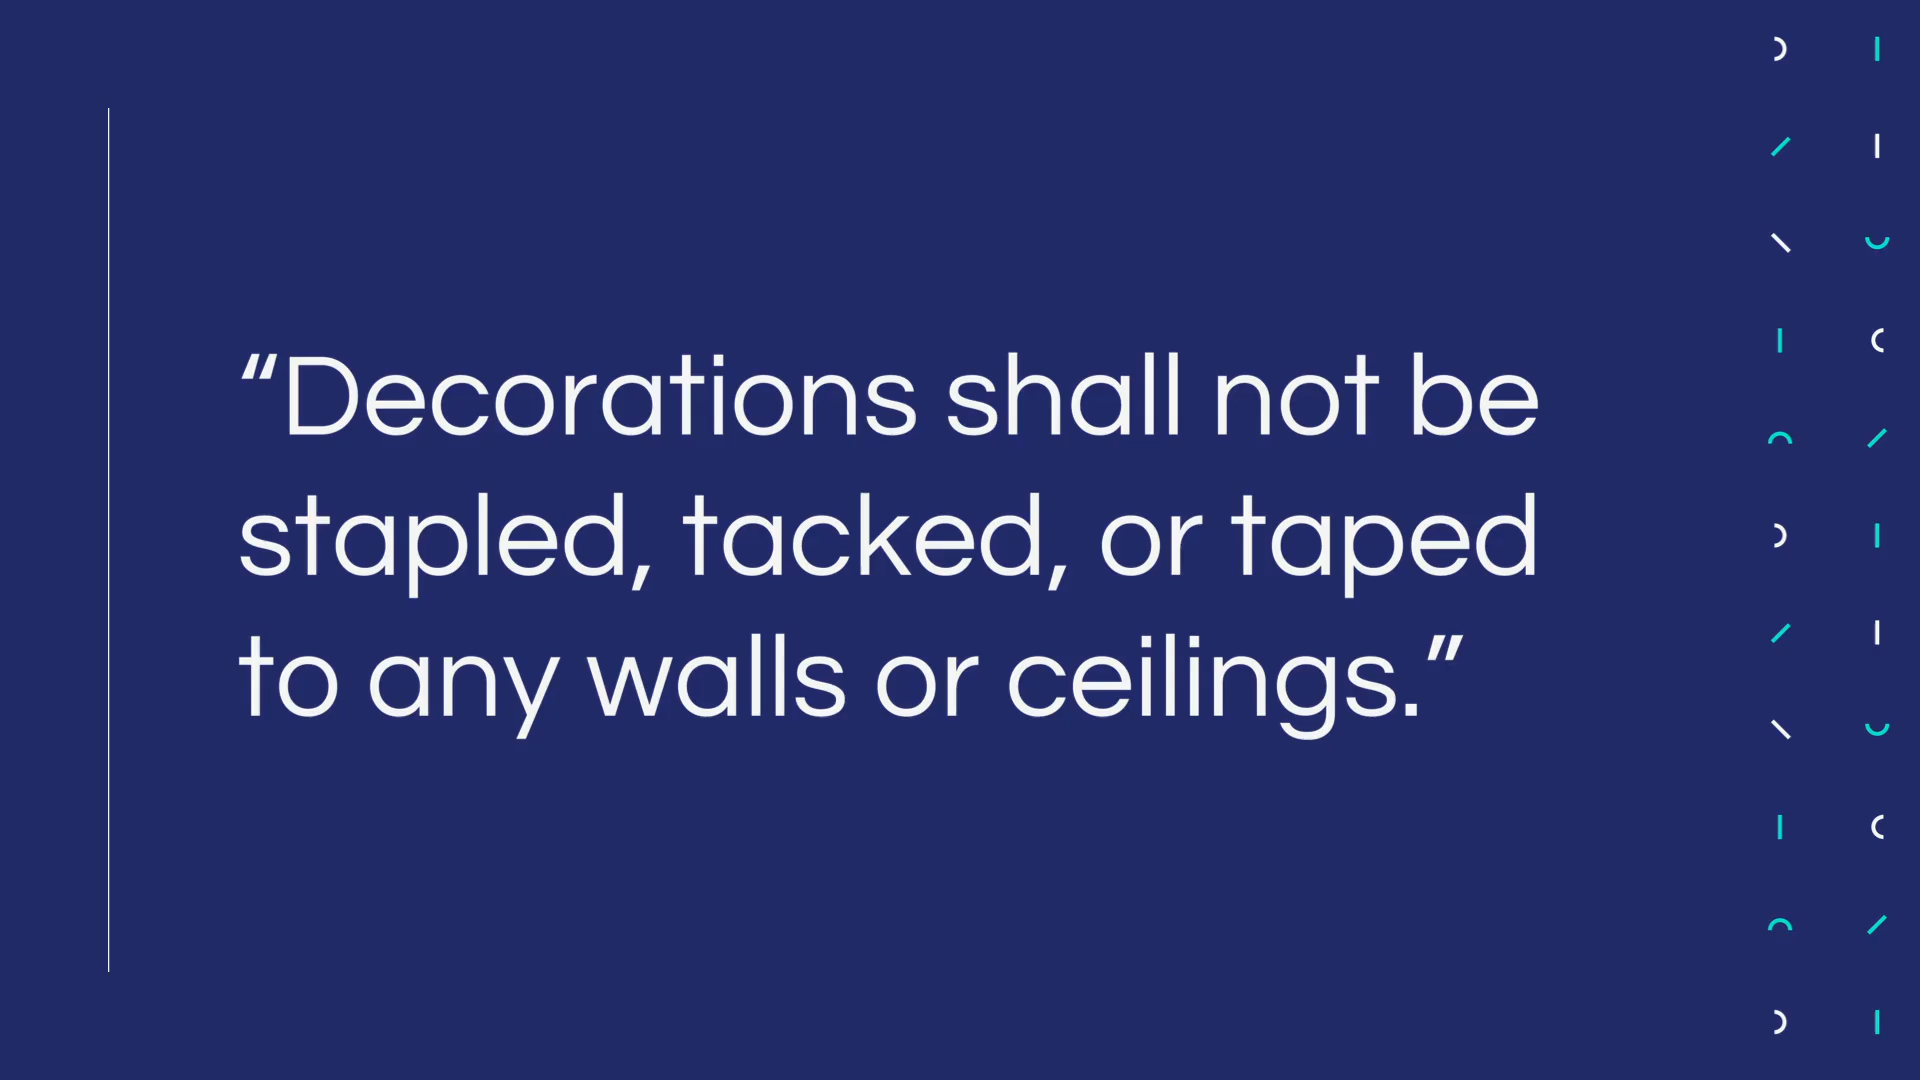 “Decorations shall not be
stapled, tacked, or taped
to any walls or ceilings.”